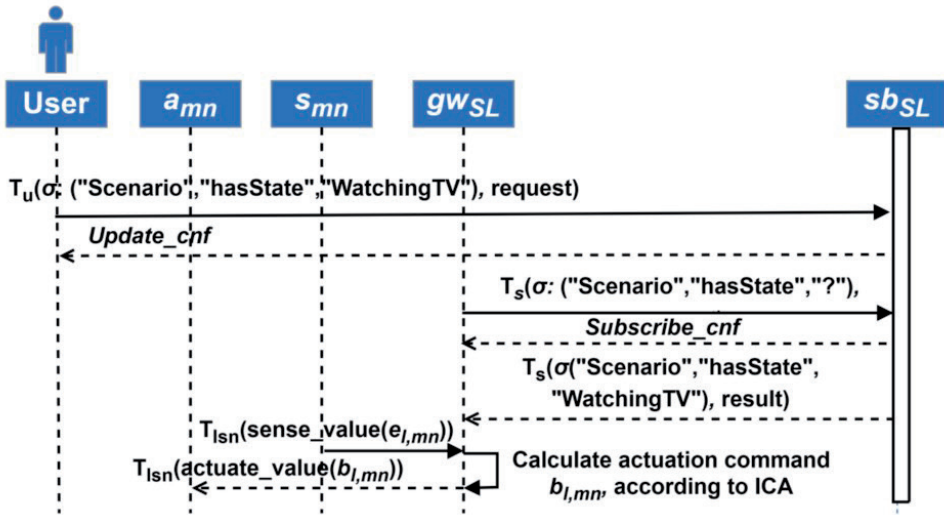 User
a_mn
s_mn
gw_SL
sb_SL
T_u(σ: ("Scenario","hasState","WatchingTV"), request)
Update_cnf
T_s(σ: ("Scenario","hasState","?"),
Subscribe_cnf
T_s(σ("Scenario","hasState",
"WatchingTV"), result)
T_lsn(sense_value(e_l,mn))
T_lsn(actuate_value(b_l,mn))
Calculate actuation command
b_l,mn, according to ICA